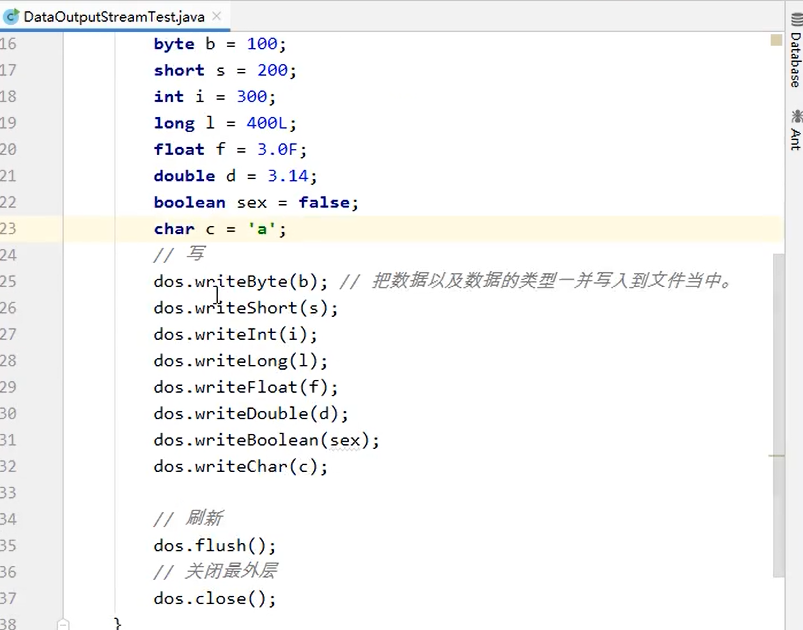 DataOutputStreamTest.java
Database
Ant
16 byte b = 100;
17 short s = 200;
18 int i = 300;
19 long l = 400L;
20 float f = 3.0F;
21 double d = 3.14;
22 boolean sex = false;
23 char c = 'a';
24 // 写
25 dos.writeByte(b); // 把数据以及数据的类型一并写入到文件当中。
26 dos.writeShort(s);
27 dos.writeInt(i);
28 dos.writeLong(l);
29 dos.writeFloat(f);
30 dos.writeDouble(d);
31 dos.writeBoolean(sex);
32 dos.writeChar(c);
33
34 // 刷新
35 dos.flush();
36 // 关闭最外层
37 dos.close();
38 }